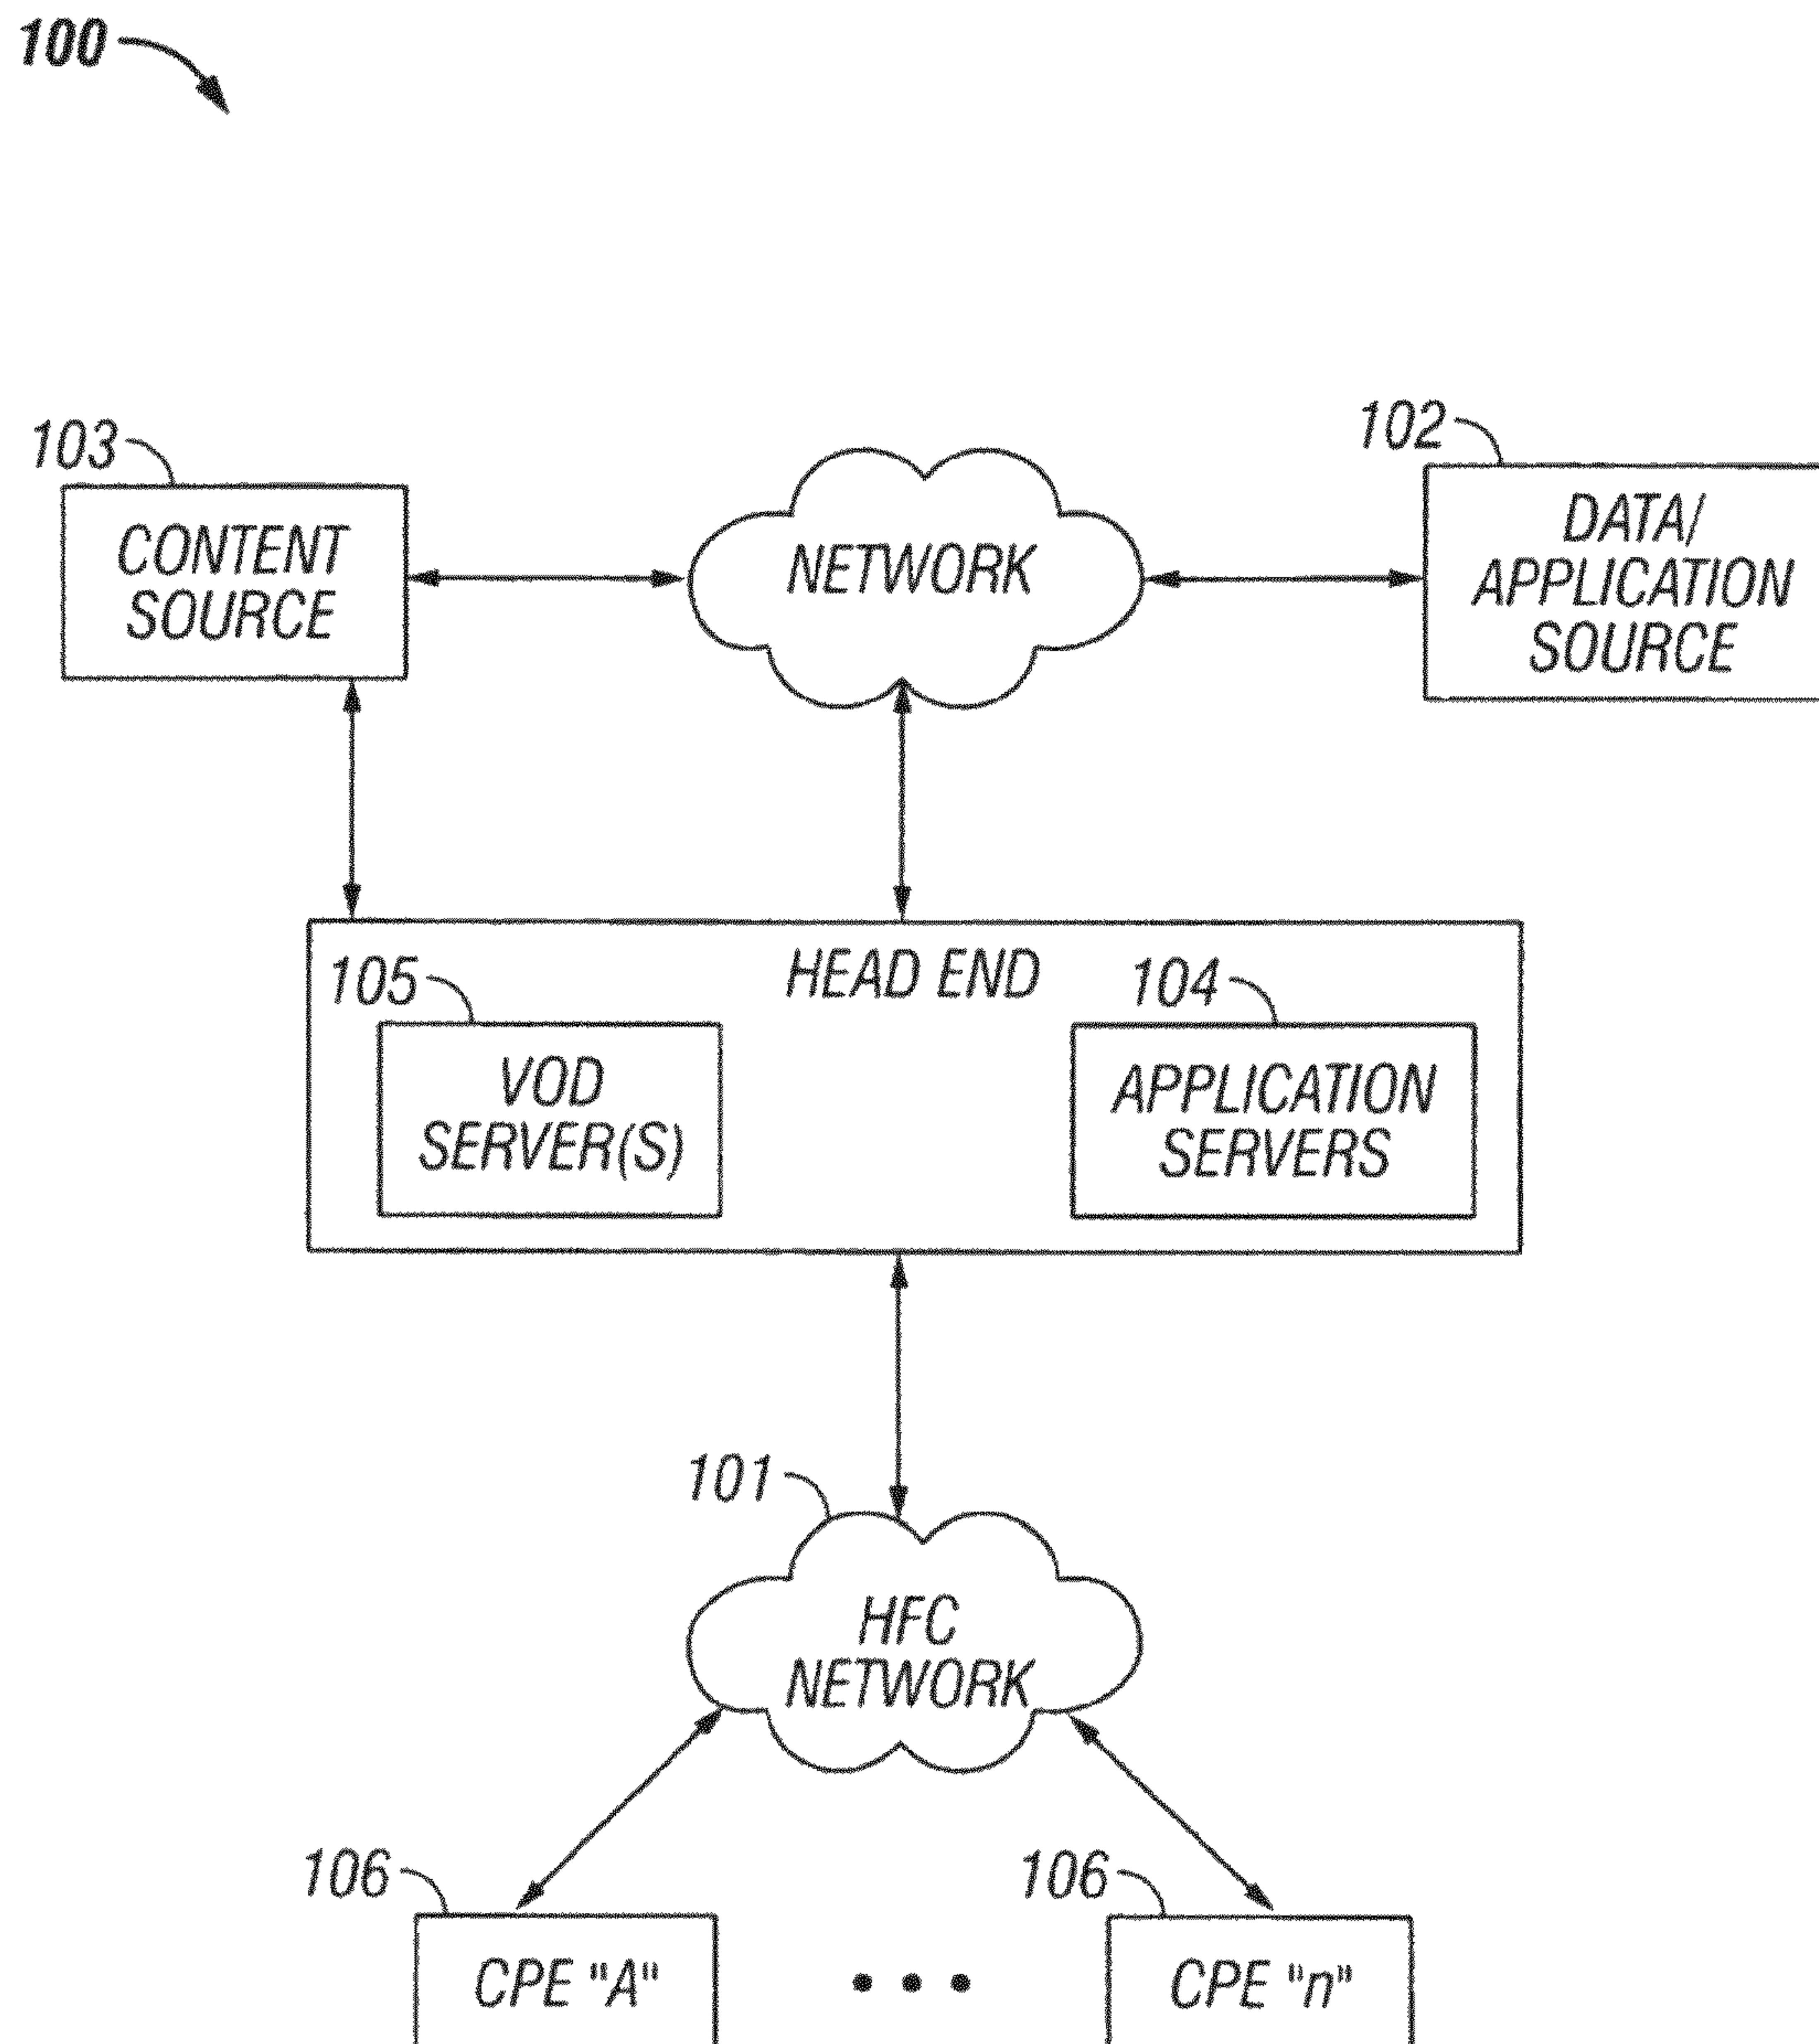 100
103
CONTENT
SOURCE
NETWORK
102
DATA/
APPLICATION
SOURCE
HEAD END
105
VOD
SERVER(S)
104
APPLICATION
SERVERS
101
HFC
NETWORK
106
CPE "A"
106
CPE "n"